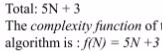 Total: 5N + 3
The complexity function of
algorithm is : f(N) = 5N +3